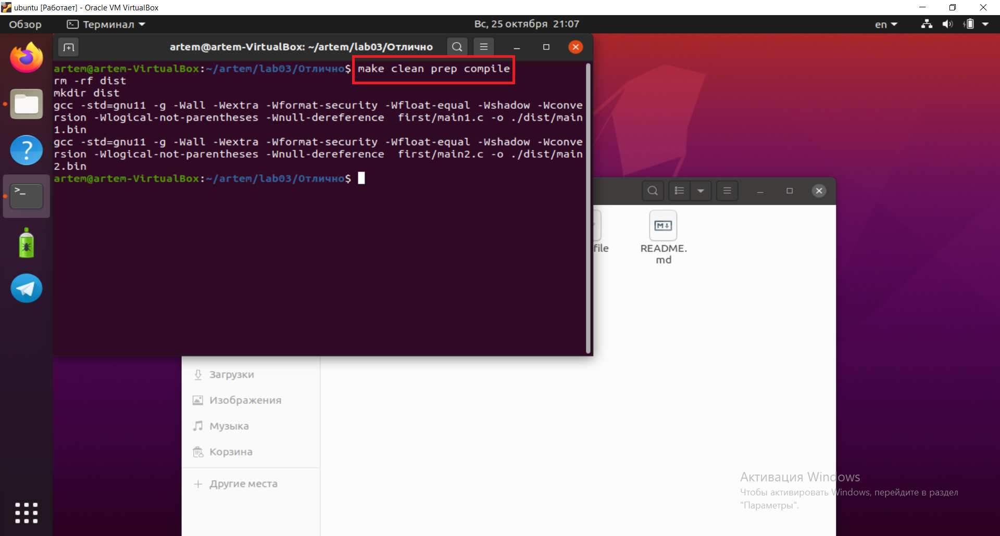 ubuntu [Работает] - Oracle VM VirtualBox
Обзор
Терминал
Вс, 25 октября 21:07
en
artem@artem-VirtualBox: ~/artem/lab03/Отлично
artem@artem-VirtualBox:~/artem/lab03/Отлично$ make clean prep compile
rm -rf dist
mkdir dist
gcc -std=gnu11 -g -Wall -Wextra -Wformat-security -Wfloat-equal -Wshadow -Wconve
rsion -Wlogical-not-parentheses -Wnull-dereference  first/main1.c -o ./dist/main
1.bin
gcc -std=gnu11 -g -Wall -Wextra -Wformat-security -Wfloat-equal -Wshadow -Wconve
rsion -Wlogical-not-parentheses -Wnull-dereference  first/main2.c -o ./dist/main
2.bin
artem@artem-VirtualBox:~/artem/lab03/Отлично$
file
README.
md
Загрузки
Изображения
Музыка
Корзина
Другие места
Активация Windows
Чтобы активировать Windows, перейдите в раздел
"Параметры".